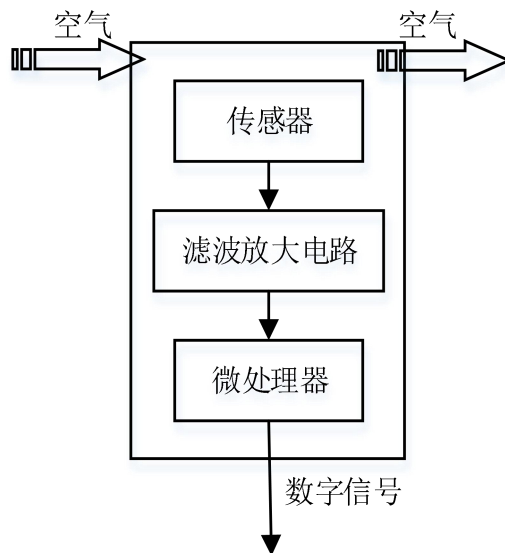 空气
空气
传感器
滤波放大电路
微处理器
数字信号